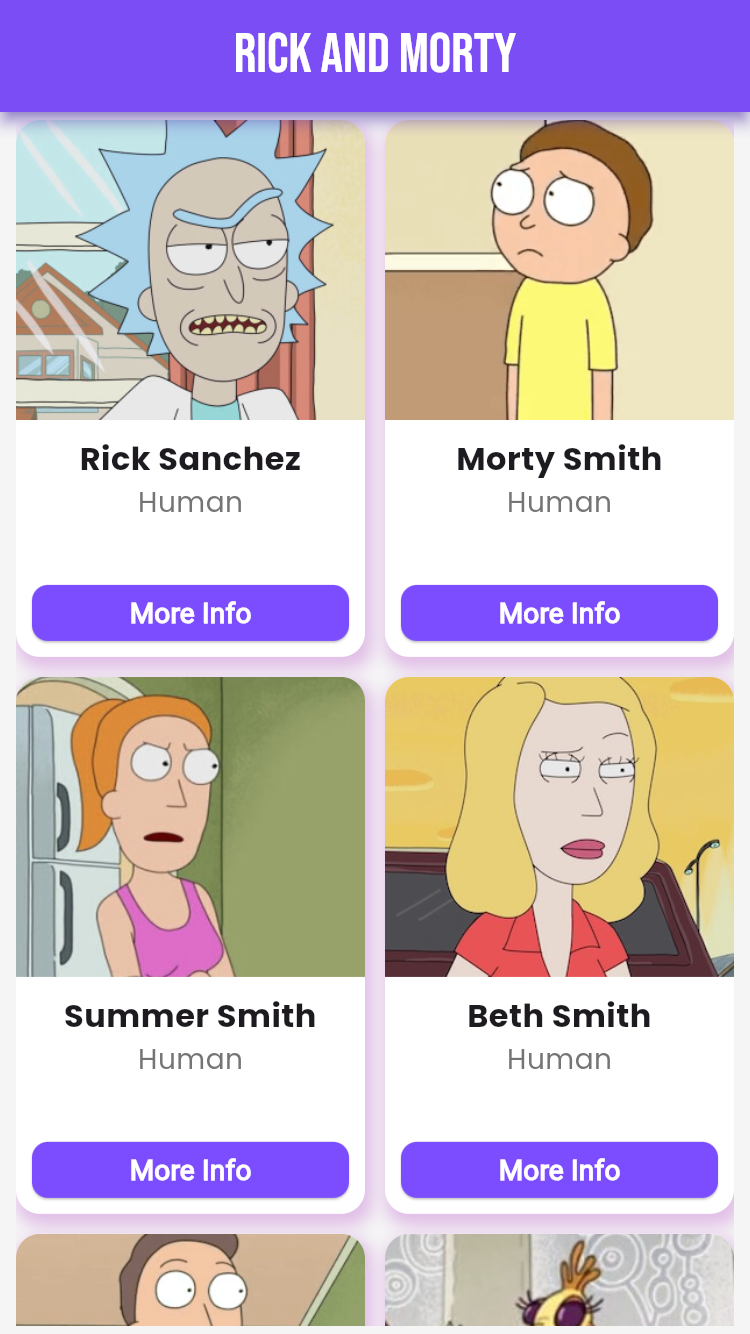 RICK AND MORTY
Rick Sanchez
Human
More Info
Morty Smith
Human
More Info
Summer Smith
Human
More Info
Beth Smith
Human
More Info